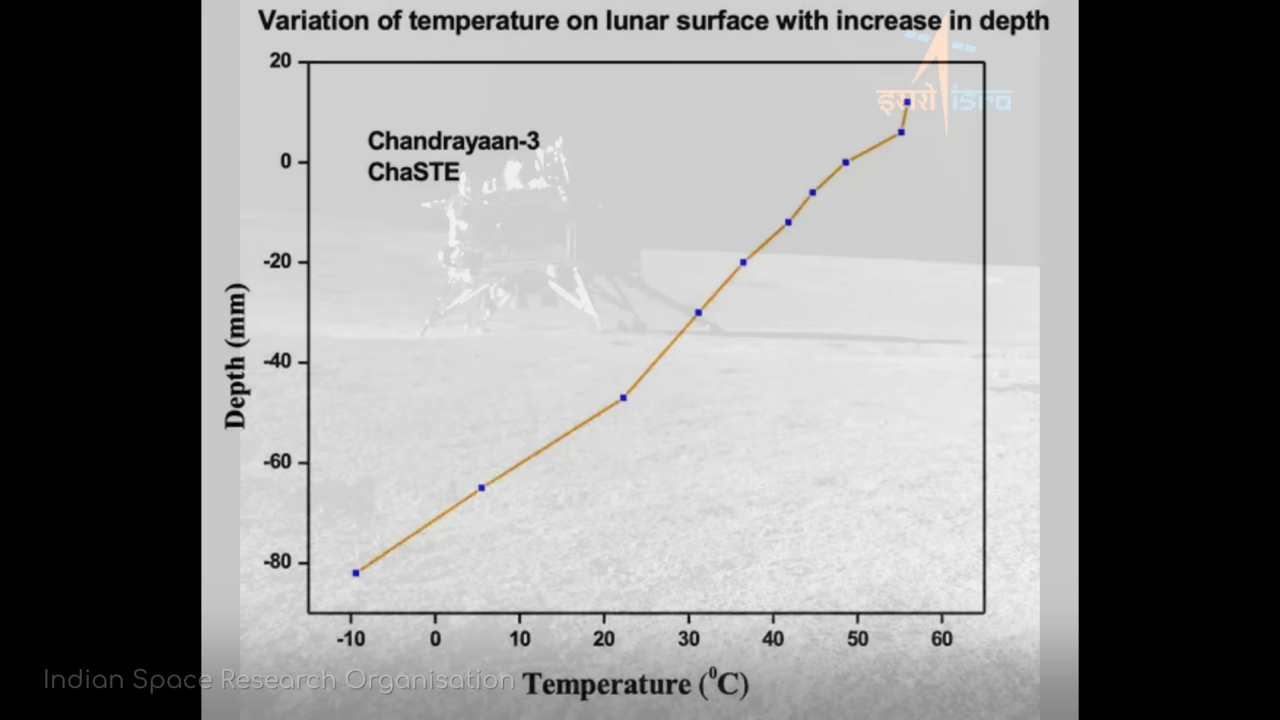 Variation of temperature on lunar surface with increase in depth
इसरो isro
Chandrayaan-3
ChaSTE
20
0
-20
-40
-60
-80
Depth (mm)
-10 0 10 20 30 40 50 60
Temperature (⁰C)
Indian Space Research Organisation